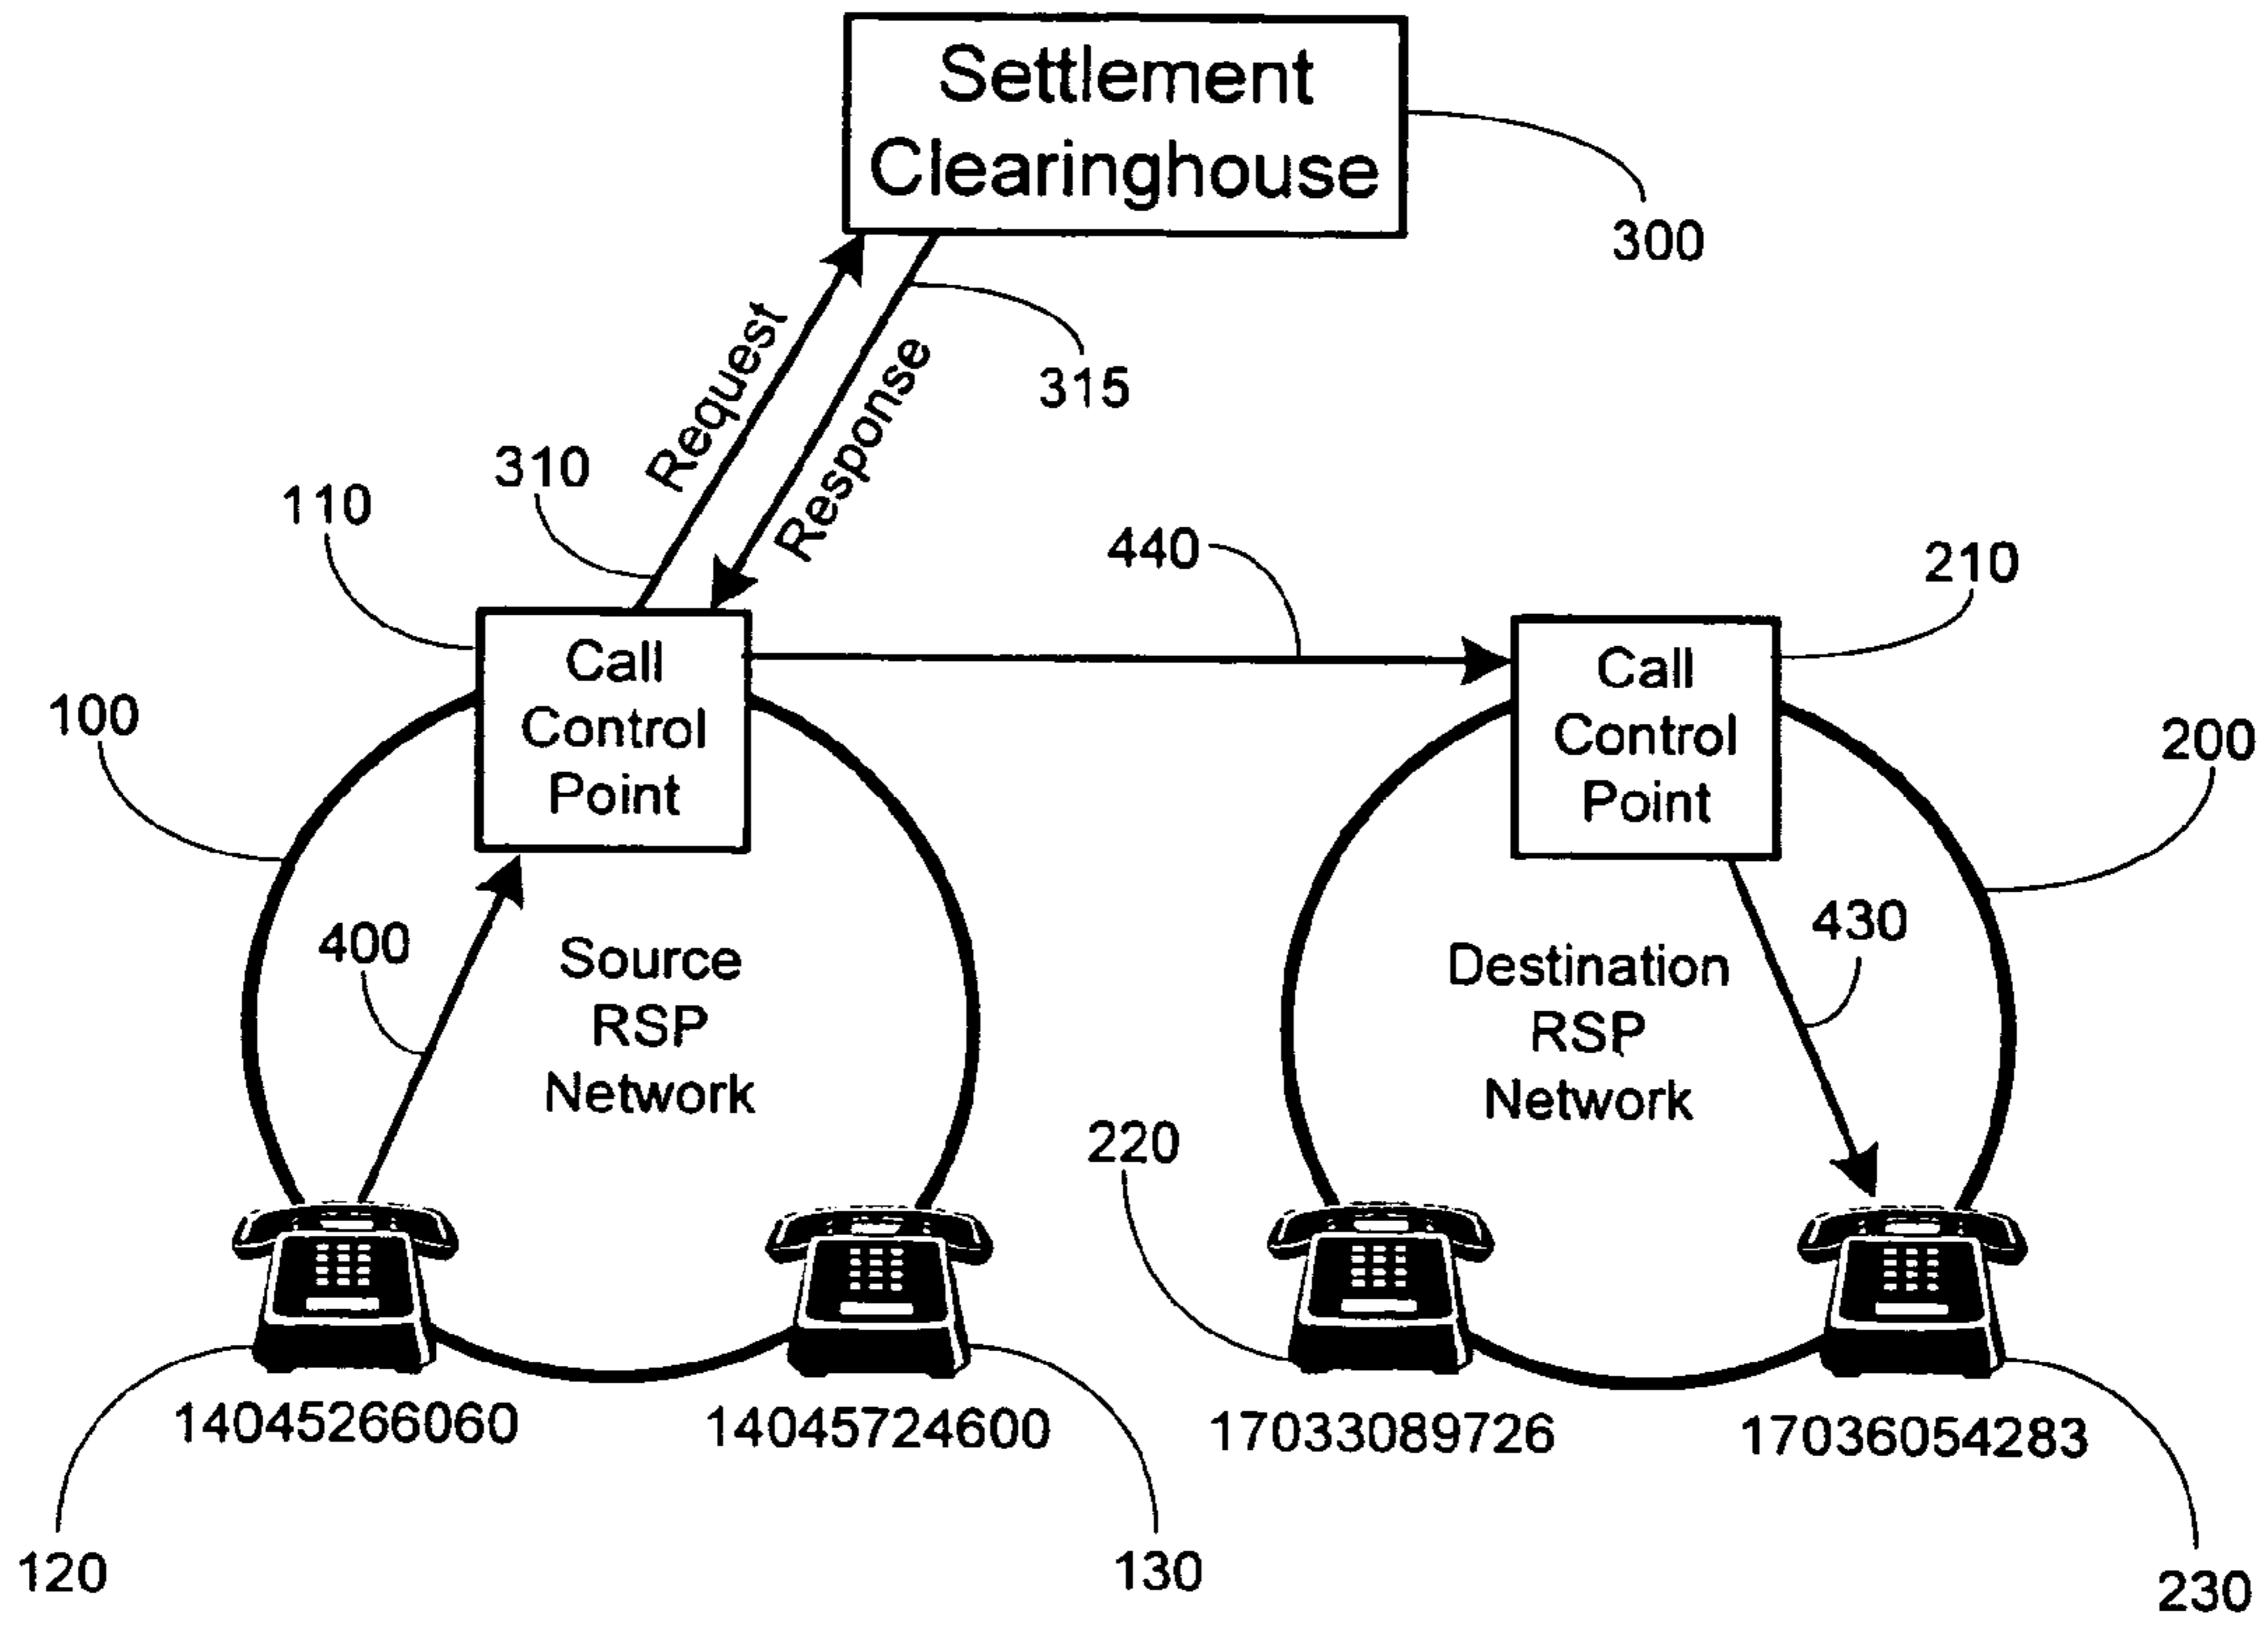 Settlement
Clearinghouse
300
Request
Response
315
310
110
440
210
Call
Control
Point
Call
Control
Point
100
200
400
Source
RSP
Network
Destination
RSP
Network
430
220
14045266060
14045724600
17033089726
17036054283
120
130
230